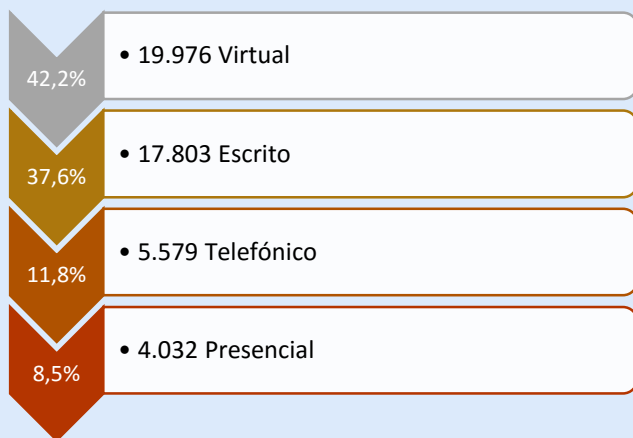 42,2%
• 19.976 Virtual
37,6%
• 17.803 Escrito
11,8%
• 5.579 Telefónico
8,5%
• 4.032 Presencial